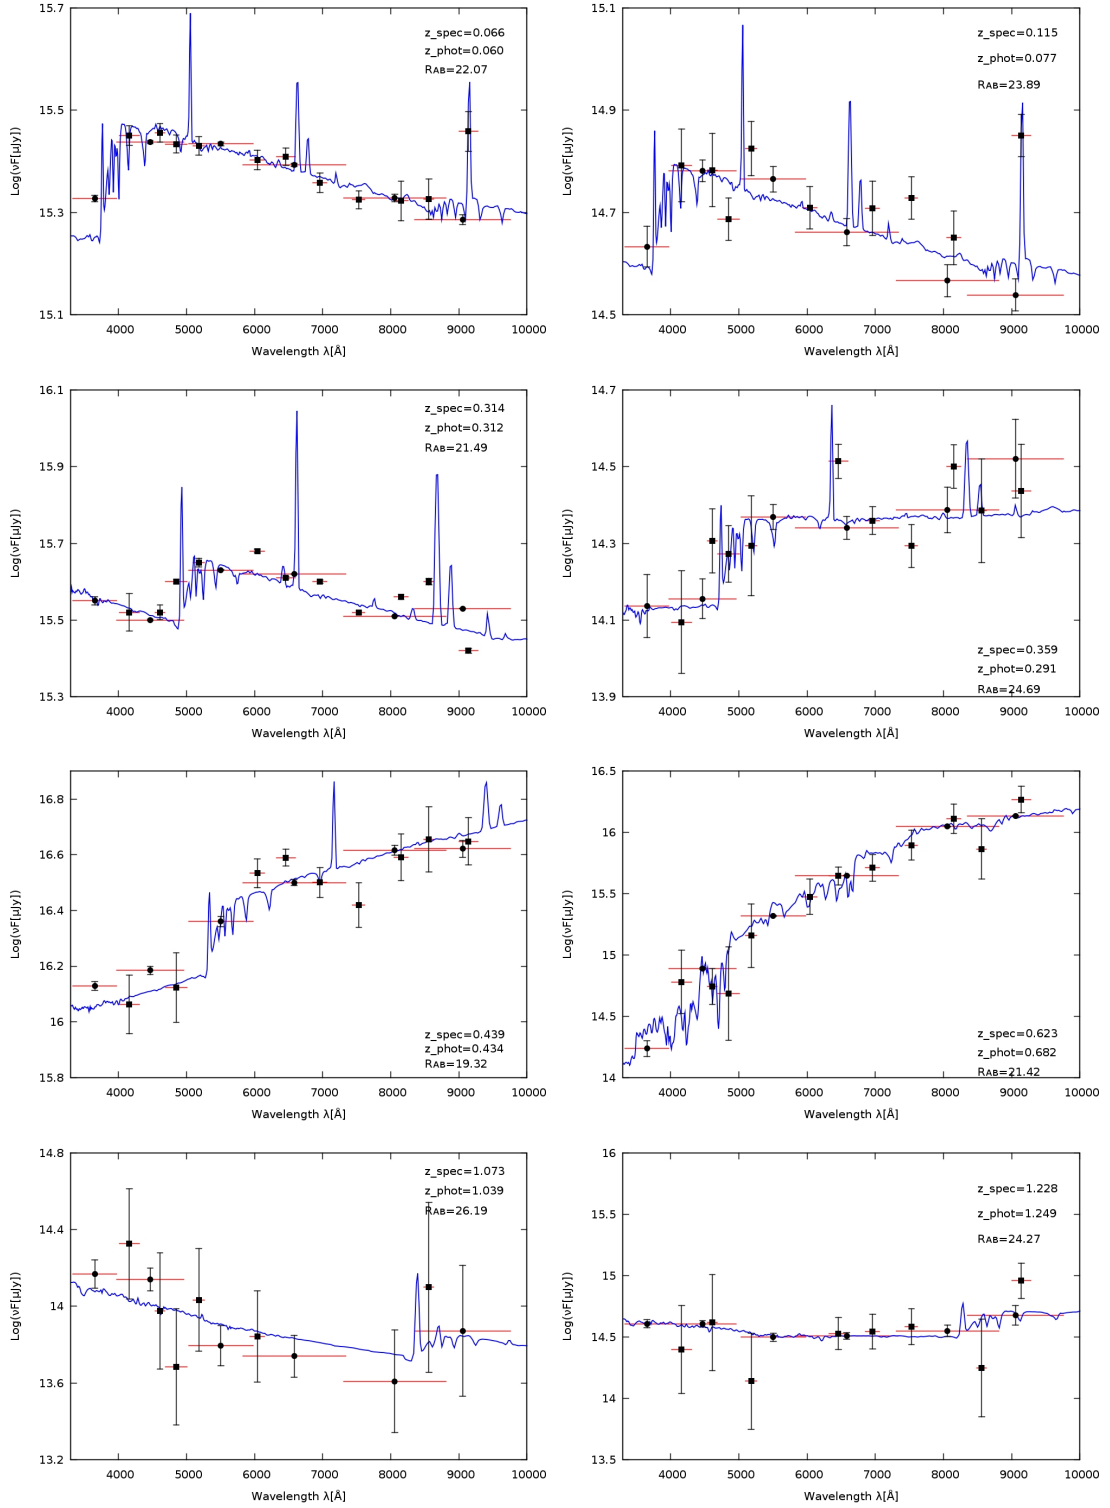 15.7
15.5
15.3
15.1
Log(νF[μJy])
z_spec=0.066
z_phot=0.060
RAB=22.07
4000 5000 6000 7000 8000 9000 10000
Wavelength λ[Å]
15.1
14.9
14.7
14.5
Log(νF[μJy])
z_spec=0.115
z_phot=0.077
RAB=23.89
4000 5000 6000 7000 8000 9000 10000
Wavelength λ[Å]
16.1
15.9
15.7
15.5
15.3
Log(νF[μJy])
z_spec=0.314
z_phot=0.312
RAB=21.49
4000 5000 6000 7000 8000 9000 10000
Wavelength λ[Å]
14.7
14.5
14.3
14.1
13.9
Log(νF[μJy])
z_spec=0.359
z_phot=0.291
RAB=24.69
4000 5000 6000 7000 8000 9000 10000
Wavelength λ[Å]
16.8
16.6
16.4
16.2
16
15.8
Log(νF[μJy])
z_spec=0.439
z_phot=0.434
RAB=19.32
4000 5000 6000 7000 8000 9000 10000
Wavelength λ[Å]
16.5
16
15.5
15
14.5
14
Log(νF[μJy])
z_spec=0.623
z_phot=0.682
RAB=21.42
4000 5000 6000 7000 8000 9000 10000
Wavelength λ[Å]
14.8
14.4
14
13.6
13.2
Log(νF[μJy])
z_spec=1.073
z_phot=1.039
RAB=26.19
4000 5000 6000 7000 8000 9000 10000
Wavelength λ[Å]
16
15.5
15
14.5
14
13.5
Log(νF[μJy])
z_spec=1.228
z_phot=1.249
RAB=24.27
4000 5000 6000 7000 8000 9000 10000
Wavelength λ[Å]